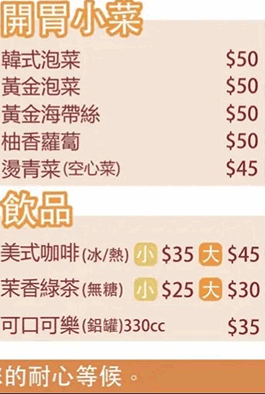 開胃小菜
韓式泡菜 $50
黃金泡菜 $50
黃金海帶絲 $50
柚香蘿蔔 $50
燙青菜(空心菜) $45
飲品
美式咖啡(冰/熱) 小 $35 大 $45
茉香綠茶(無糖) 小 $25 大 $30
可口可樂(鋁罐)330cc $35
的耐心等候。